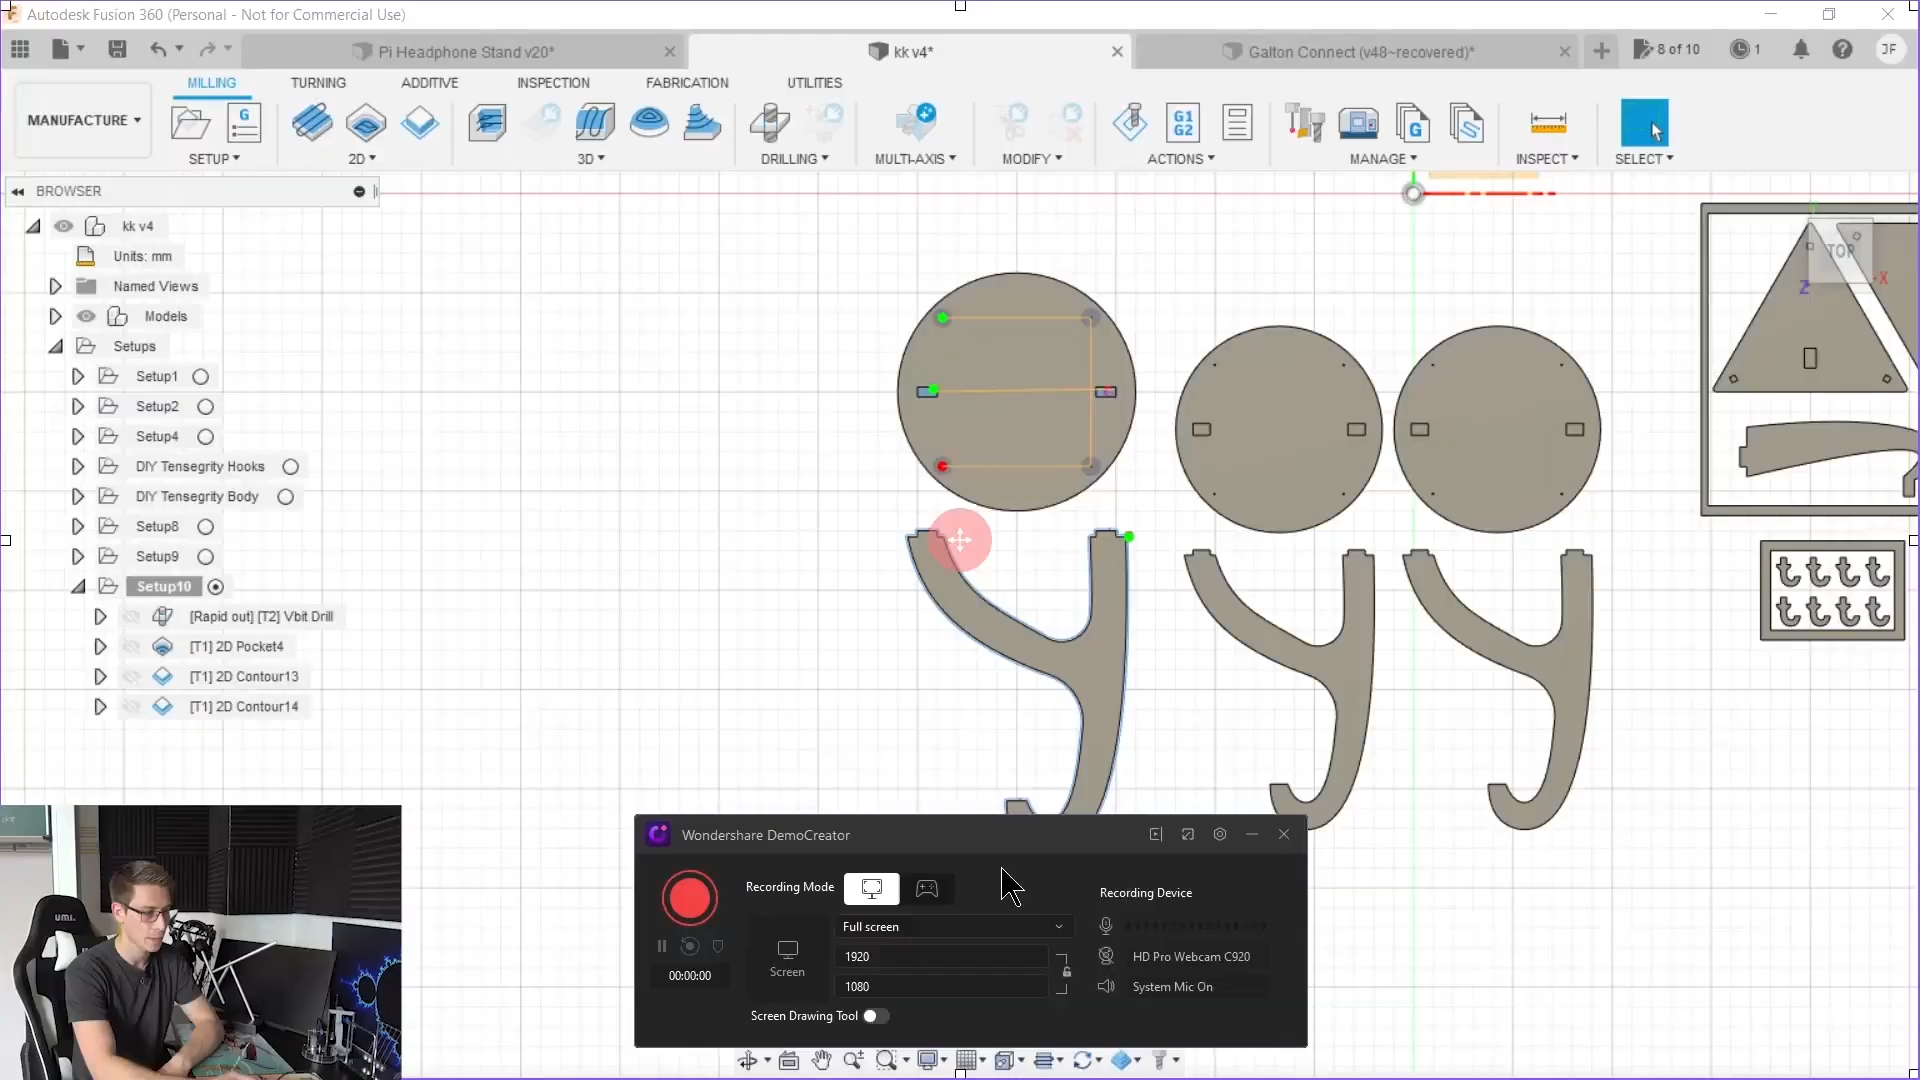 Autodesk Fusion 360 (Personal - Not for Commercial Use)
Pi Headphone Stand v20*
kk v4*
Galton Connect (v48~recovered)*
8 of 10
1
JF
MANUFACTURE
MILLING
TURNING
ADDITIVE
INSPECTION
FABRICATION
UTILITIES
G
G1
G2
G
SETUP
2D
3D
DRILLING
MULTI-AXIS
MODIFY
ACTIONS
MANAGE
INSPECT
SELECT
BROWSER
kk v4
Units: mm
Named Views
Models
Setups
Setup1
Setup2
Setup4
DIY Tensegrity Hooks
DIY Tensegrity Body
Setup8
Setup9
Setup10
[Rapid out] [T2] Vbit Drill
[T1] 2D Pocket4
[T1] 2D Contour13
[T1] 2D Contour14
TOP
Z
X
Wondershare DemoCreator
Recording Mode
Recording Device
Full screen
Screen
1920
1080
HD Pro Webcam C920
System Mic On
00:00:00
Screen Drawing Tool
UMI.